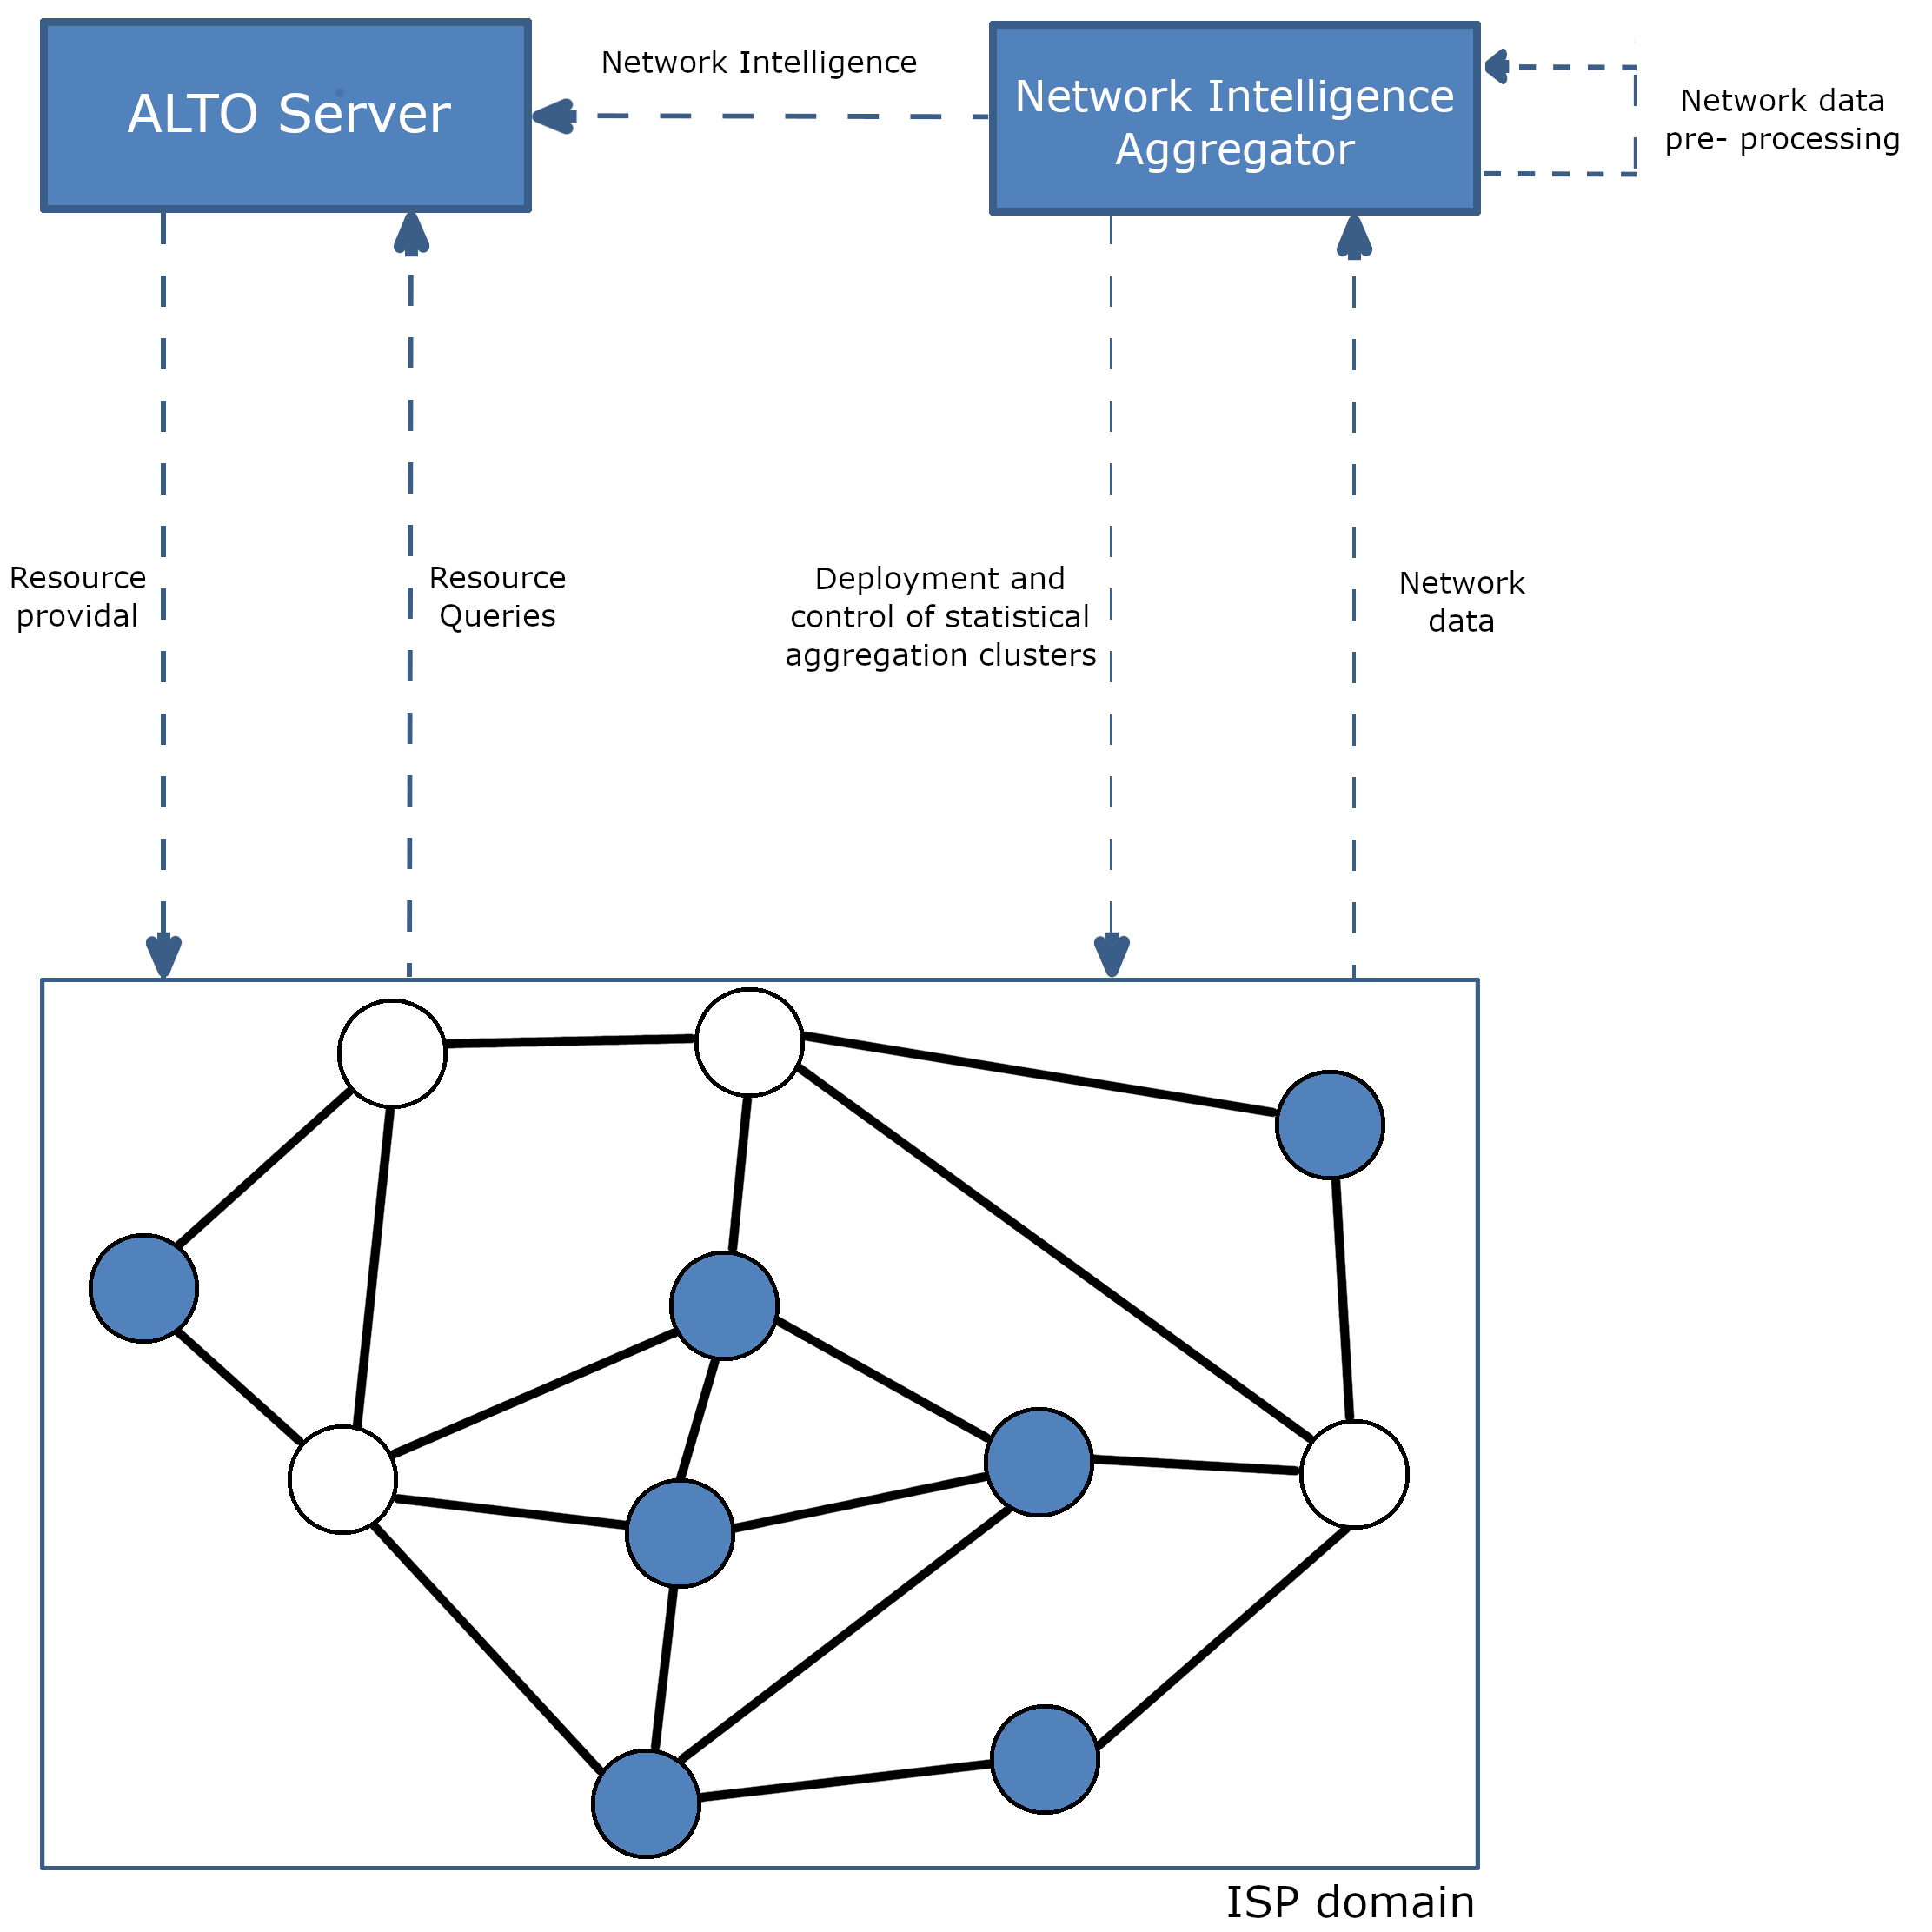 ALTO Server
Network Intelligence
Network Intelligence
Aggregator
Network data
pre- processing
Resource
providal
Resource
Queries
Deployment and
control of statistical
aggregation clusters
Network
data
ISP domain